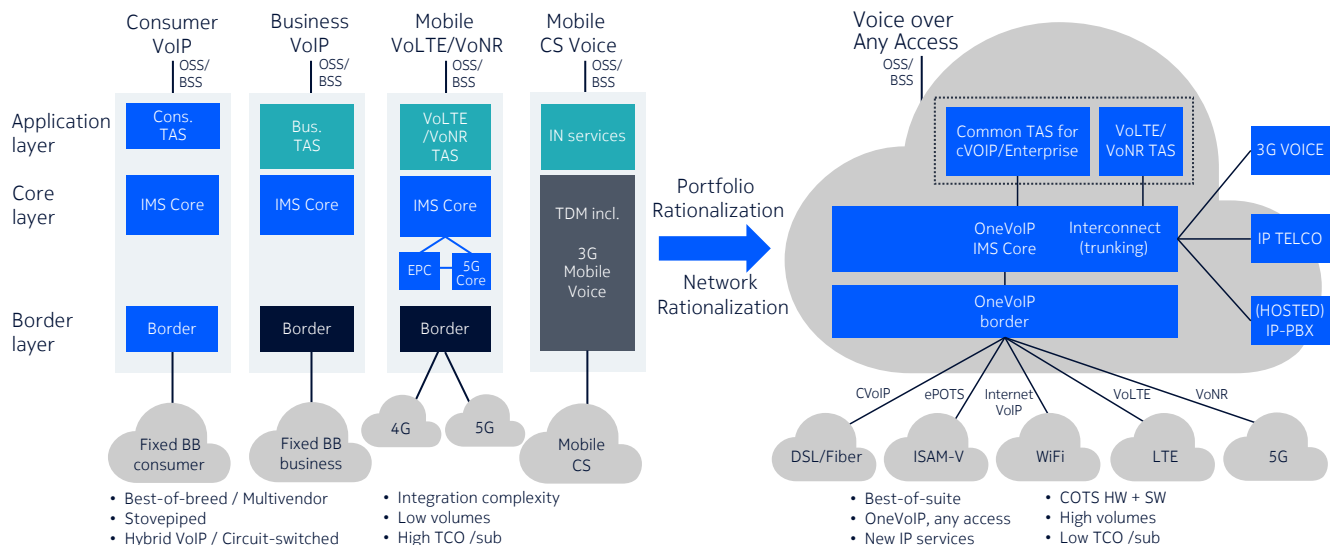 Consumer
VoIP
OSS/
BSS
Business
VoIP
OSS/
BSS
Mobile
VoLTE/VoNR
OSS/
BSS
Mobile
CS Voice
OSS/
BSS
Application
layer
Cons.
TAS
Bus.
TAS
VoLTE
/VoNR
TAS
IN services
Core
layer
IMS Core
IMS Core
IMS Core
EPC
5G
Core
TDM incl.
3G
Mobile
Voice
Border
layer
Border
Border
Border
Fixed BB
consumer
Fixed BB
business
4G
5G
Mobile
CS
• Best-of-breed / Multivendor
• Stovepiped
• Hybrid VoIP / Circuit-switched
• Integration complexity
• Low volumes
• High TCO /sub
Portfolio
Rationalization
Network
Rationalization
Voice over
Any Access
OSS/
BSS
Common TAS for
cVOIP/Enterprise
VoLTE/
VoNR TAS
OneVoIP
IMS Core
Interconnect
(trunking)
OneVoIP
border
3G VOICE
IP TELCO
(HOSTED)
IP-PBX
CVoIP
ePOTS
Internet
VoIP
VoLTE
VoNR
DSL/Fiber
ISAM-V
WiFi
LTE
5G
• Best-of-suite
• OneVoIP, any access
• New IP services
• COTS HW + SW
• High volumes
• Low TCO /sub